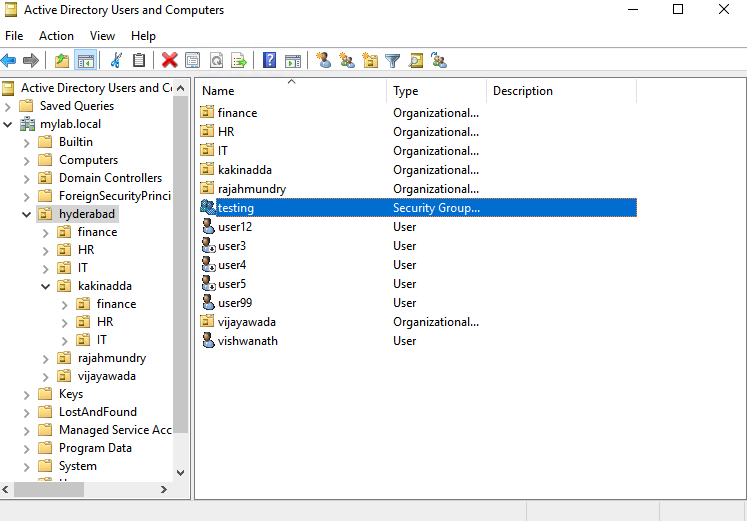 Active Directory Users and Computers
File Action View Help
Active Directory Users and Co
Saved Queries
mylab.local
Builtin
Computers
Domain Controllers
ForeignSecurityPrinci
hyderabad
finance
HR
IT
kakinadda
finance
HR
IT
rajahmundry
vijayawada
Keys
LostAndFound
Managed Service Acc
Program Data
System
Name Type Description
finance Organizational...
HR Organizational...
IT Organizational...
kakinadda Organizational...
rajahmundry Organizational...
testing Security Group...
user12 User
user3 User
user4 User
user5 User
user99 User
vijayawada Organizational...
vishwanath User